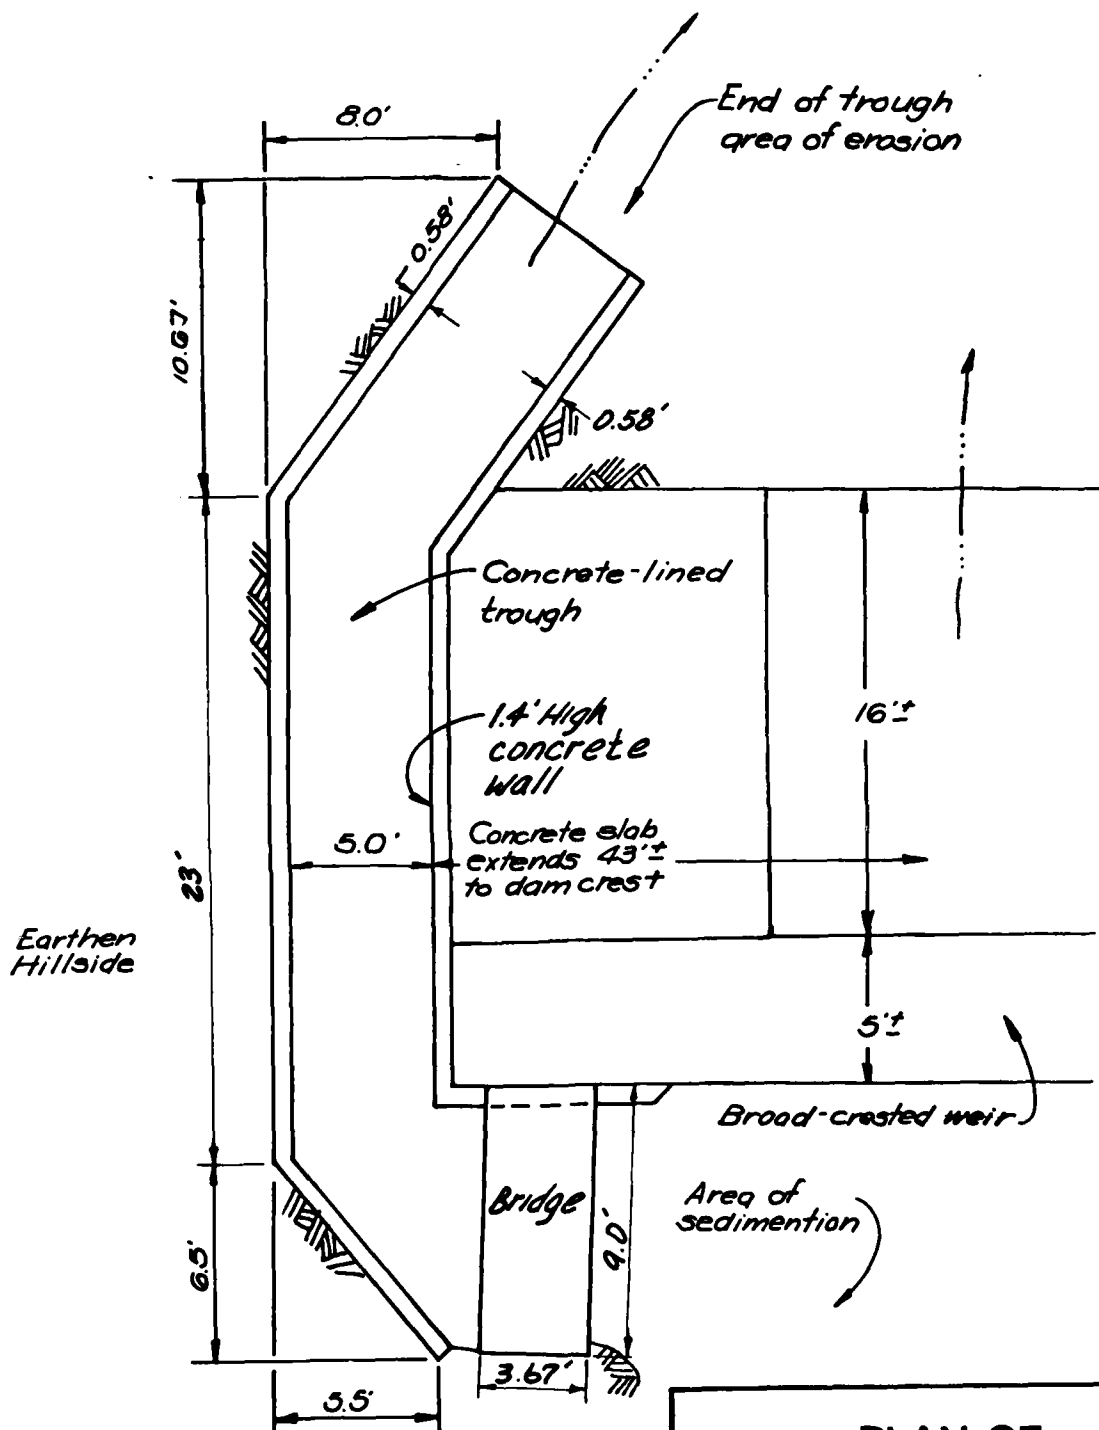 8.0'
End of trough
area of erosion
0.58'
10.67'
0.58'
Concrete-lined
trough
1.4' High
concrete
wall
16'±
5.0'
Concrete slab
extends 43'±
to dam crest
23'
Earthen
Hillside
5'±
Broad-crested weir
Bridge
Area of
sedimention
9.0'
6.5'
3.67'
5.5'